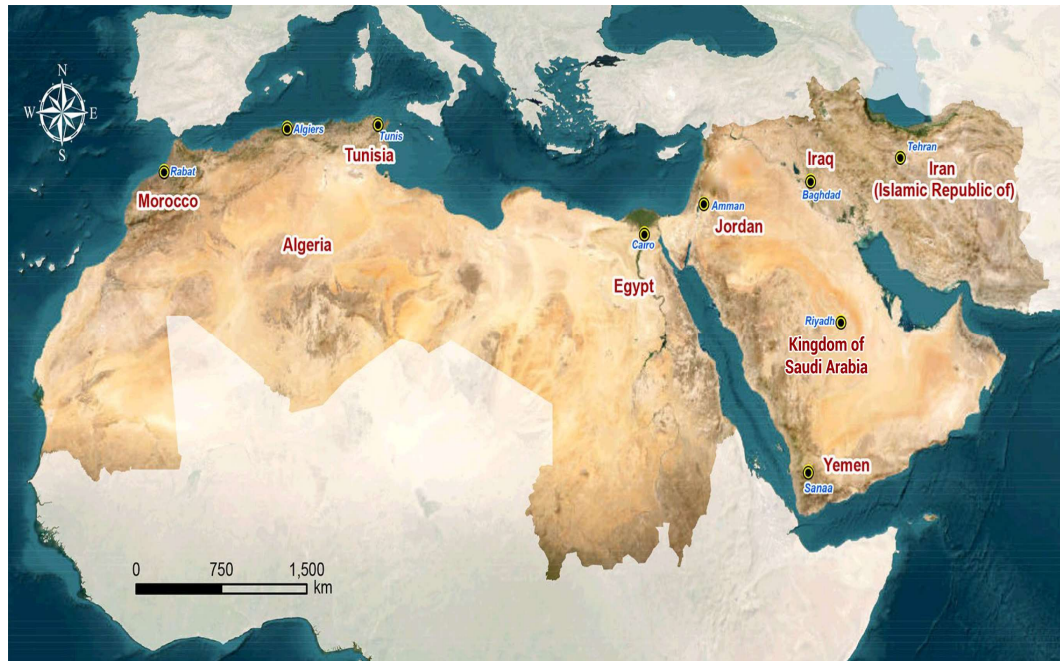 N
W
E
S
Algiers
Tunis
Tunisia
Rabat
Morocco
Algeria
Tehran
Iraq
Iran
(Islamic Republic of)
Baghdad
Amman
Jordan
Cairo
Egypt
Riyadh
Kingdom of
Saudi Arabia
Yemen
Sanaa
0 750 1,500
km